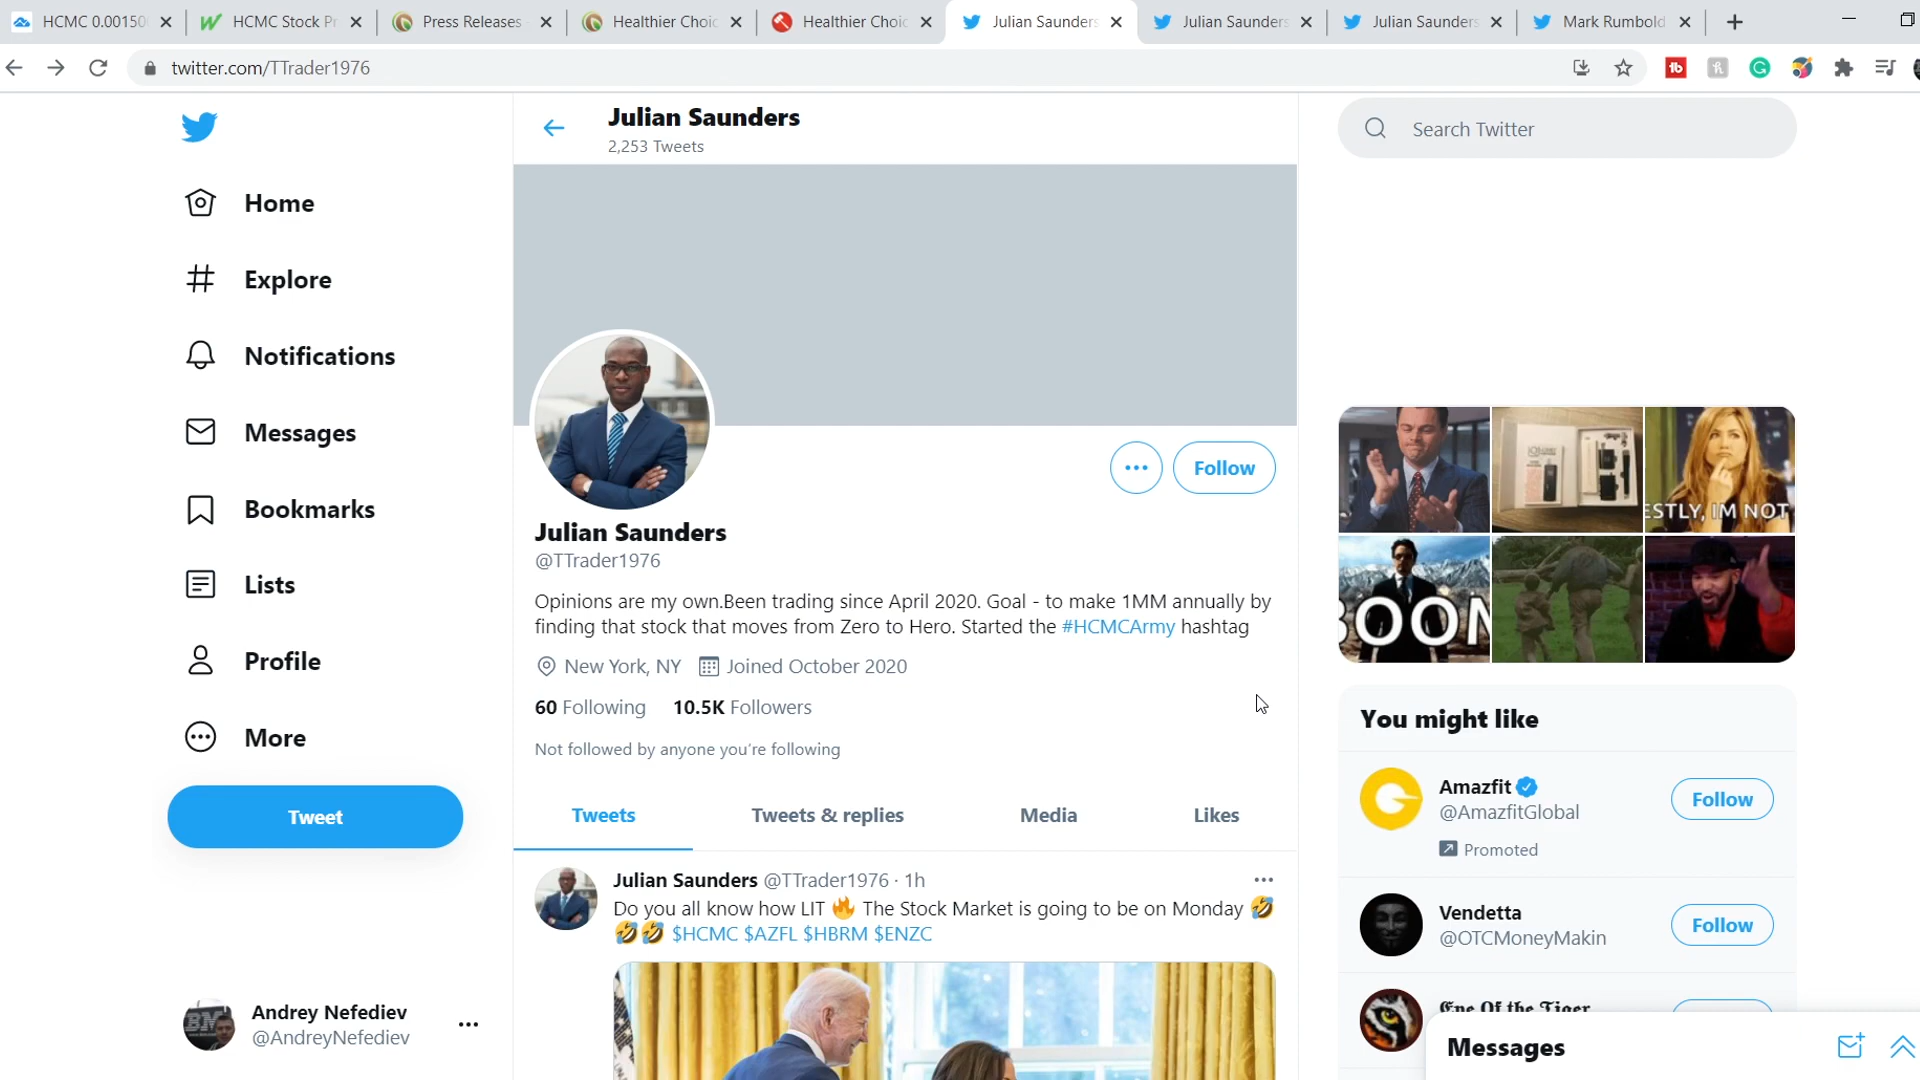 HCMC 0.00150
HCMC Stock Pr
Press Releases
Healthier Choic
Healthier Choic
Julian Saunders
Julian Saunders
Julian Saunders
Mark Rumbold
twitter.com/TTrader1976
Julian Saunders
2,253 Tweets
Search Twitter
Home
Explore
Notifications
Messages
Bookmarks
Lists
Profile
More
Tweet
Andrey Nefediev
@AndreyNefediev
Follow
Julian Saunders
@TTrader1976
Opinions are my own.Been trading since April 2020. Goal - to make 1MM annually by
finding that stock that moves from Zero to Hero. Started the #HCMCArmy hashtag
New York, NY Joined October 2020
60 Following 10.5K Followers
Not followed by anyone you're following
Tweets Tweets & replies Media Likes
Julian Saunders @TTrader1976 · 1h
Do you all know how LIT 🔥 The Stock Market is going to be on Monday 🤣
🤣🤣 $HCMC $AZFL $HBRM $ENZC
ESTLY, IM NOT
BOOM
You might like
Amazfit
@AmazfitGlobal
Promoted
Follow
Vendetta
@OTCMoneyMakin
Follow
Eye Of the Tiger
Messages